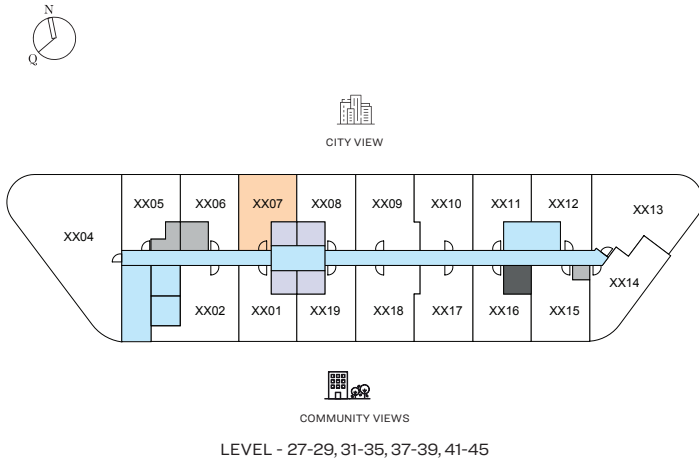 N
Q
CITY VIEW
XX05 XX06 XX07 XX08 XX09 XX10 XX11 XX12
XX04 XX13
XX14
XX02 XX01 XX19 XX18 XX17 XX16 XX15
COMMUNITY VIEWS
LEVEL - 27-29, 31-35, 37-39, 41-45